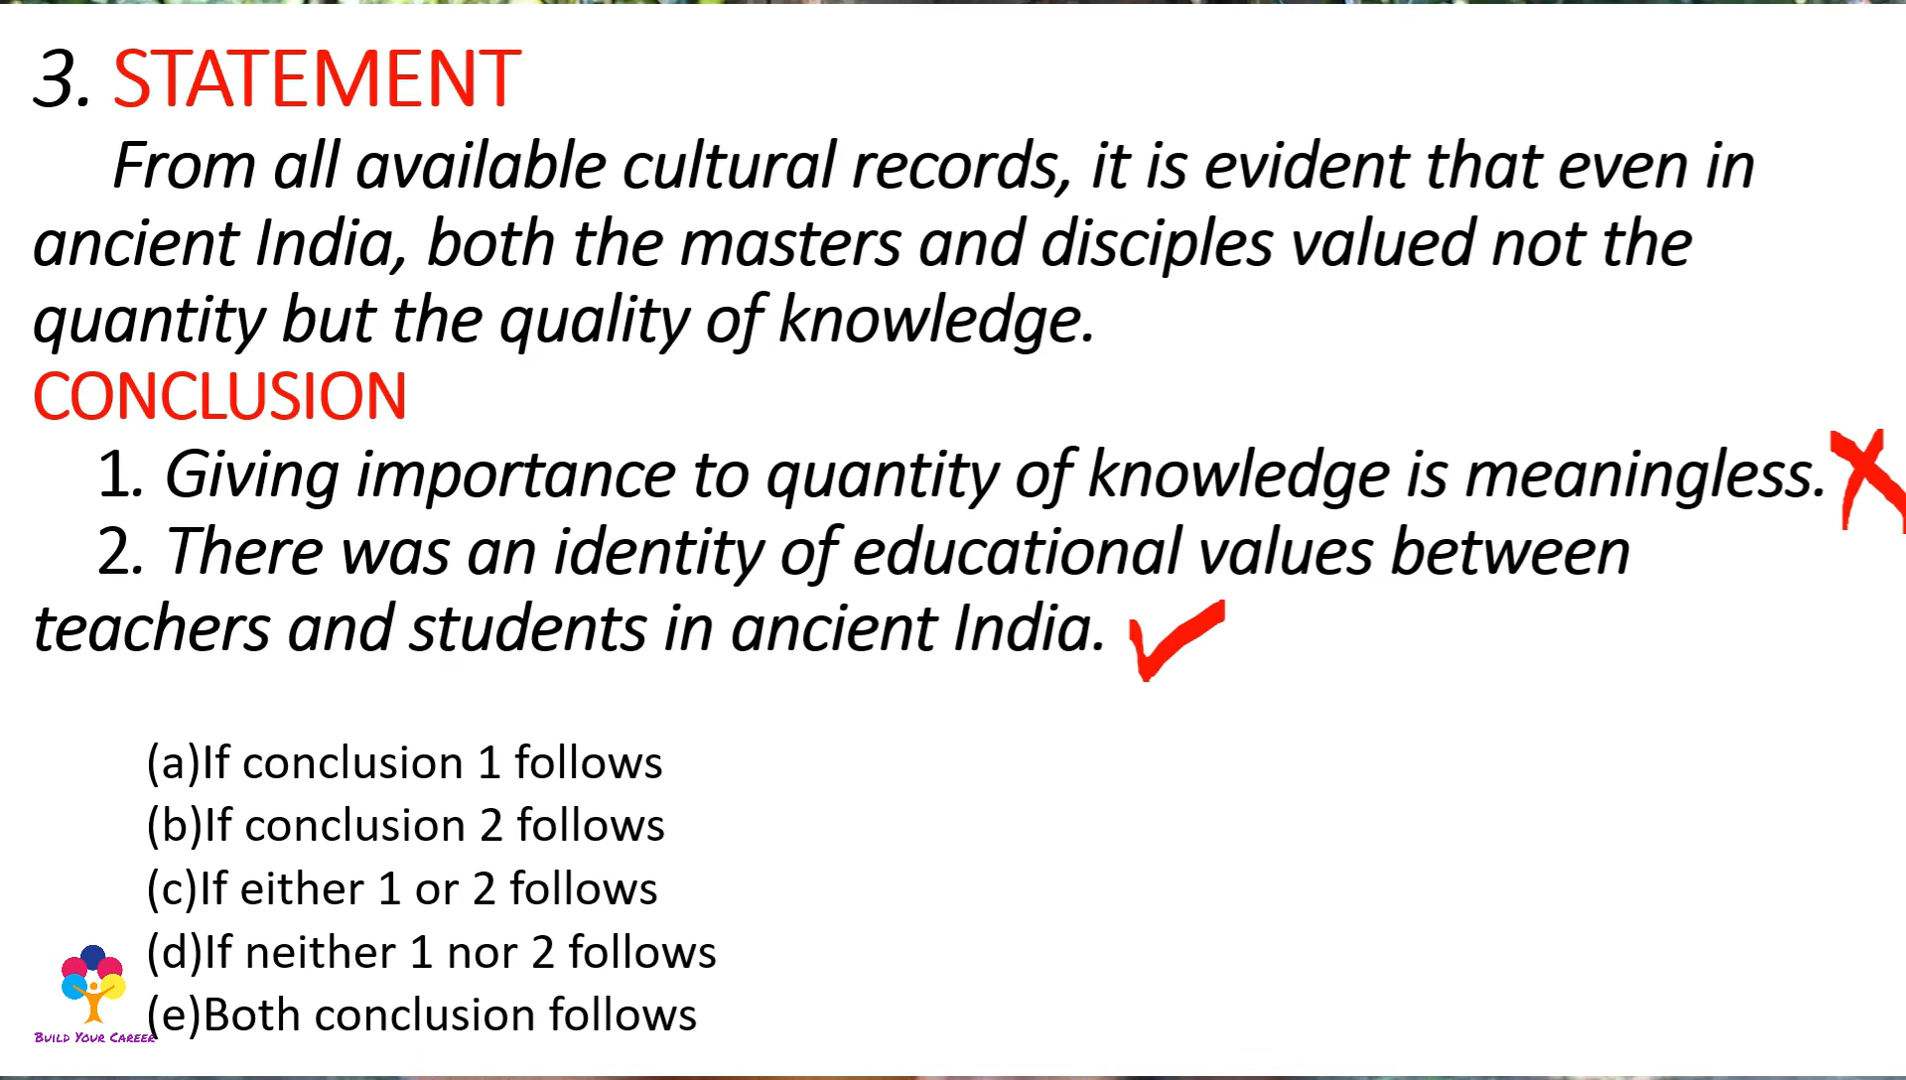 3. STATEMENT
From all available cultural records, it is evident that even in
ancient India, both the masters and disciples valued not the
quantity but the quality of knowledge.
CONCLUSION
1. Giving importance to quantity of knowledge is meaningless.
2. There was an identity of educational values between
teachers and students in ancient India.
(a)If conclusion 1 follows
(b)If conclusion 2 follows
(c)If either 1 or 2 follows
(d)If neither 1 nor 2 follows
(e)Both conclusion follows
BUILD YOUR CAREER